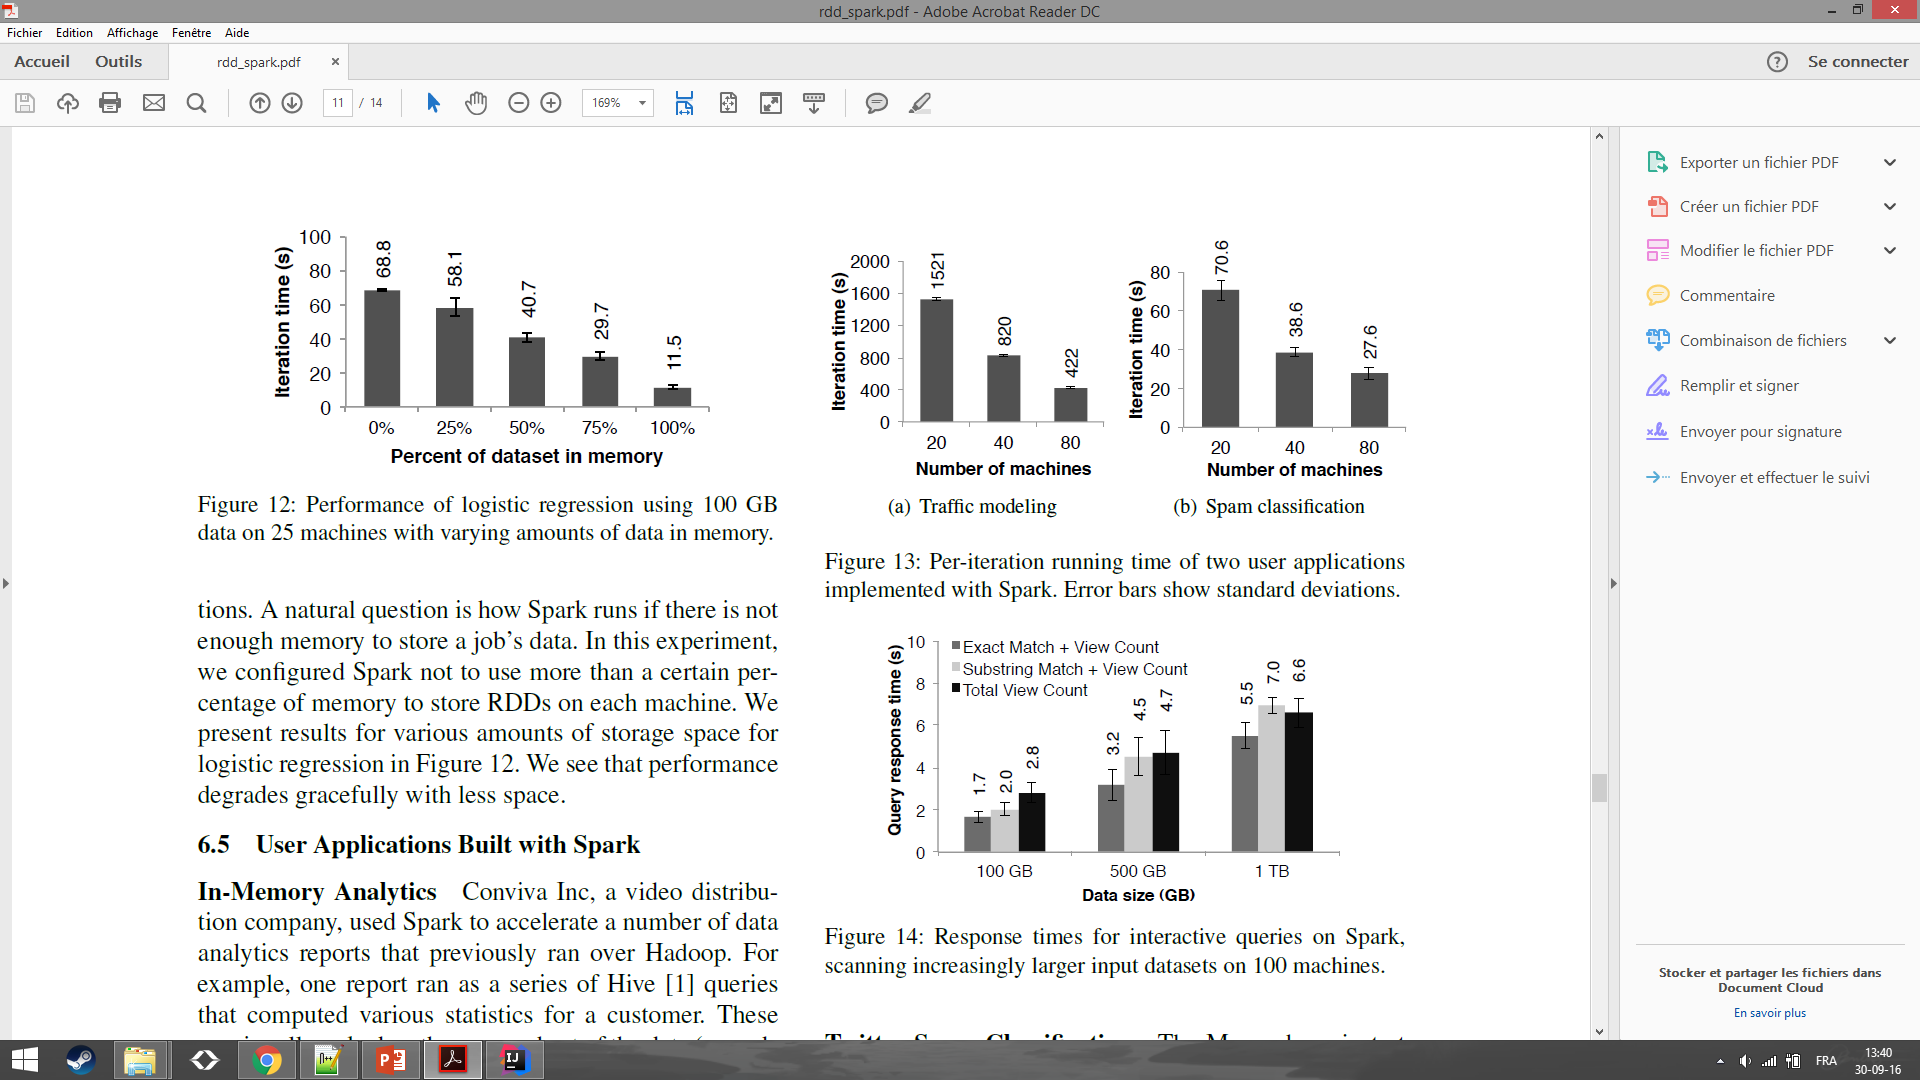 rdd_spark.pdf - Adobe Acrobat Reader DC
Fichier Edition Affichage Fenêtre Aide
Accueil Outils rdd_spark.pdf × Se connecter
11 / 14 169%
100
80
60
40
20
0
Iteration time (s)
68.8
58.1
40.7
29.7
11.5
0% 25% 50% 75% 100%
Percent of dataset in memory
Figure 12: Performance of logistic regression using 100 GB
data on 25 machines with varying amounts of data in memory.
tions. A natural question is how Spark runs if there is not
enough memory to store a job's data. In this experiment,
we configured Spark not to use more than a certain per-
centage of memory to store RDDs on each machine. We
present results for various amounts of storage space for
logistic regression in Figure 12. We see that performance
degrades gracefully with less space.
6.5 User Applications Built with Spark
In-Memory Analytics Conviva Inc, a video distribu-
tion company, used Spark to accelerate a number of data
analytics reports that previously ran over Hadoop. For
example, one report ran as a series of Hive [1] queries
that computed various statistics for a customer. These
2000
1600
1200
800
400
0
Iteration time (s)
1521
820
422
20 40 80
Number of machines
(a) Traffic modeling
80
60
40
20
0
Iteration time (s)
70.6
38.6
27.6
20 40 80
Number of machines
(b) Spam classification
Figure 13: Per-iteration running time of two user applications
implemented with Spark. Error bars show standard deviations.
10
8
6
4
2
0
Query response time (s)
Exact Match + View Count
Substring Match + View Count
Total View Count
1.7 2.0 2.8
3.2 4.5 4.7
5.5 7.0 6.6
100 GB 500 GB 1 TB
Data size (GB)
Figure 14: Response times for interactive queries on Spark,
scanning increasingly larger input datasets on 100 machines.
Exporter un fichier PDF
Créer un fichier PDF
Modifier le fichier PDF
Commentaire
Combinaison de fichiers
Remplir et signer
Envoyer pour signature
Envoyer et effectuer le suivi
Stocker et partager les fichiers dans
Document Cloud
En savoir plus
FRA
13:40
30-09-16